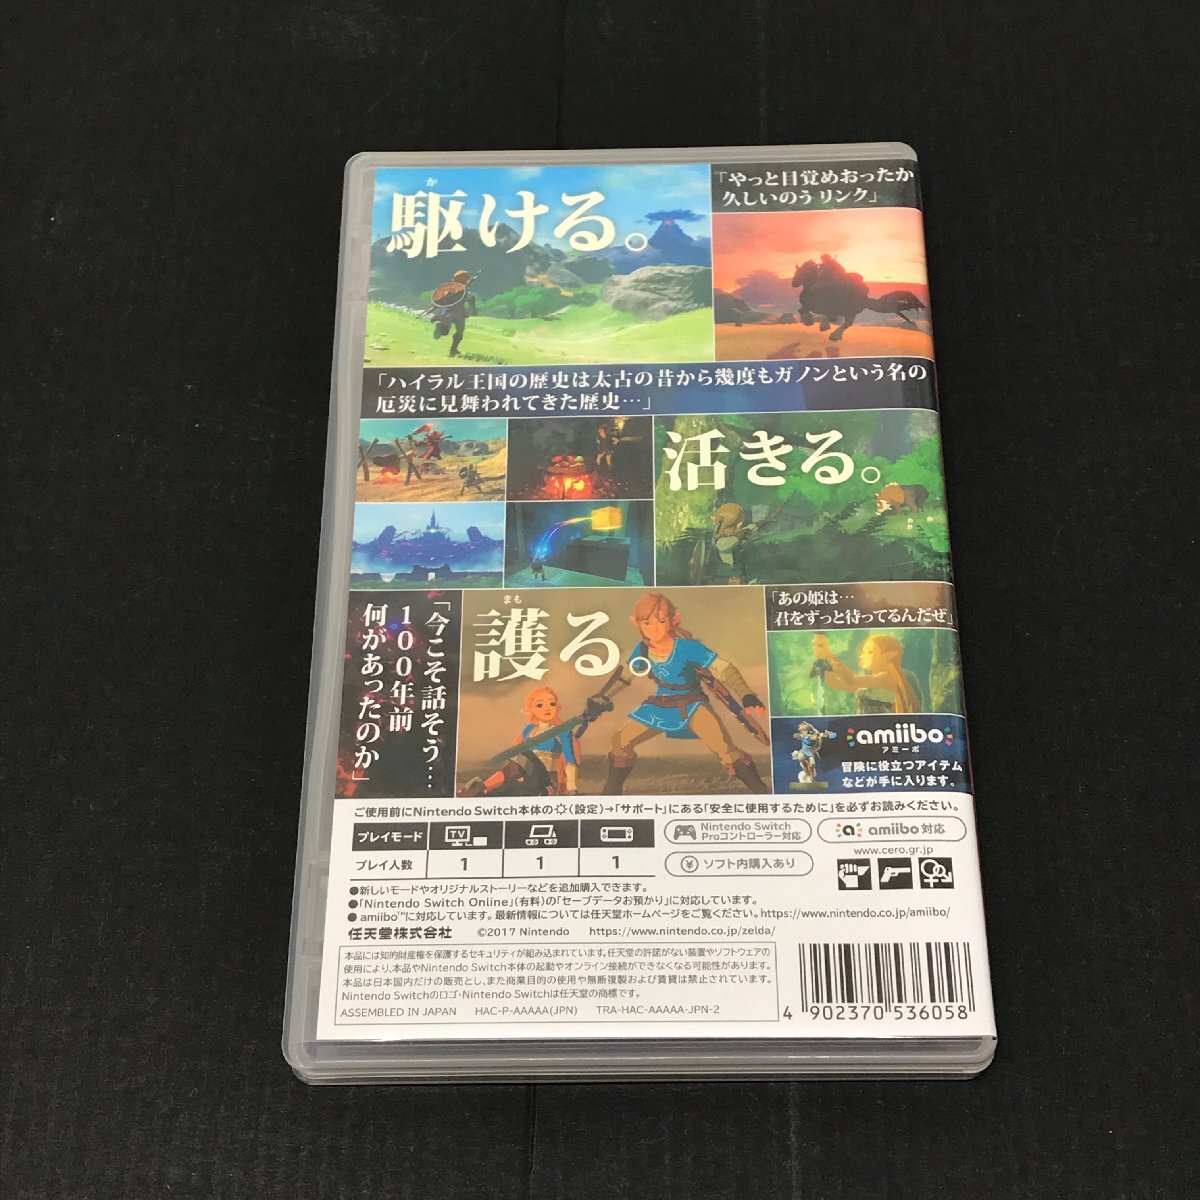 か
駆ける。
「やっと目覚めおったか
久しいのう リンク」
「ハイラル王国の歴史は太古の昔から幾度もガノンという名の
厄災に見舞われてきた歴史…」
活きる。
「今こそ話そう…
100年前
何があったのか」
まも
護る。
「あの姫は…
君をずっと待ってるんだぜ」
amiibo
アミーボ
冒険に役立つアイテム
などが手に入ります。
ご使用前にNintendo Switch本体の(設定)→「サポート」にある「安全に使用するために」を必ずお読みください。
プレイモード TV
プレイ人数 1 1 1
Nintendo Switch
Proコントローラー対応
amiibo 対応
¥ ソフト内購入あり
www.cero.gr.jp
●新しいモードやオリジナルストーリーなどを追加購入できます。
●「Nintendo Switch Online」(有料)の「セーブデータお預かり」に対応しています。
●amiibo™に対応しています。最新情報については任天堂ホームページをご覧ください。https://www.nintendo.co.jp/amiibo/
任天堂株式会社 ©2017 Nintendo https://www.nintendo.co.jp/zelda/
本品には知的財産権を保護するセキュリティが組み込まれています。任天堂の許諾がない装置やソフトウェアの
使用により、本品やNintendo Switch本体の起動やオンライン接続ができなくなる可能性があります。
本品は日本国内だけの販売とし、また商業目的の使用や無断複製および賃貸は禁止されています。
Nintendo Switchのロゴ・Nintendo Switchは任天堂の商標です。
ASSEMBLED IN JAPAN HAC-P-AAAAA(JPN) TRA-HAC-AAAAA-JPN-2
4 902370 536058